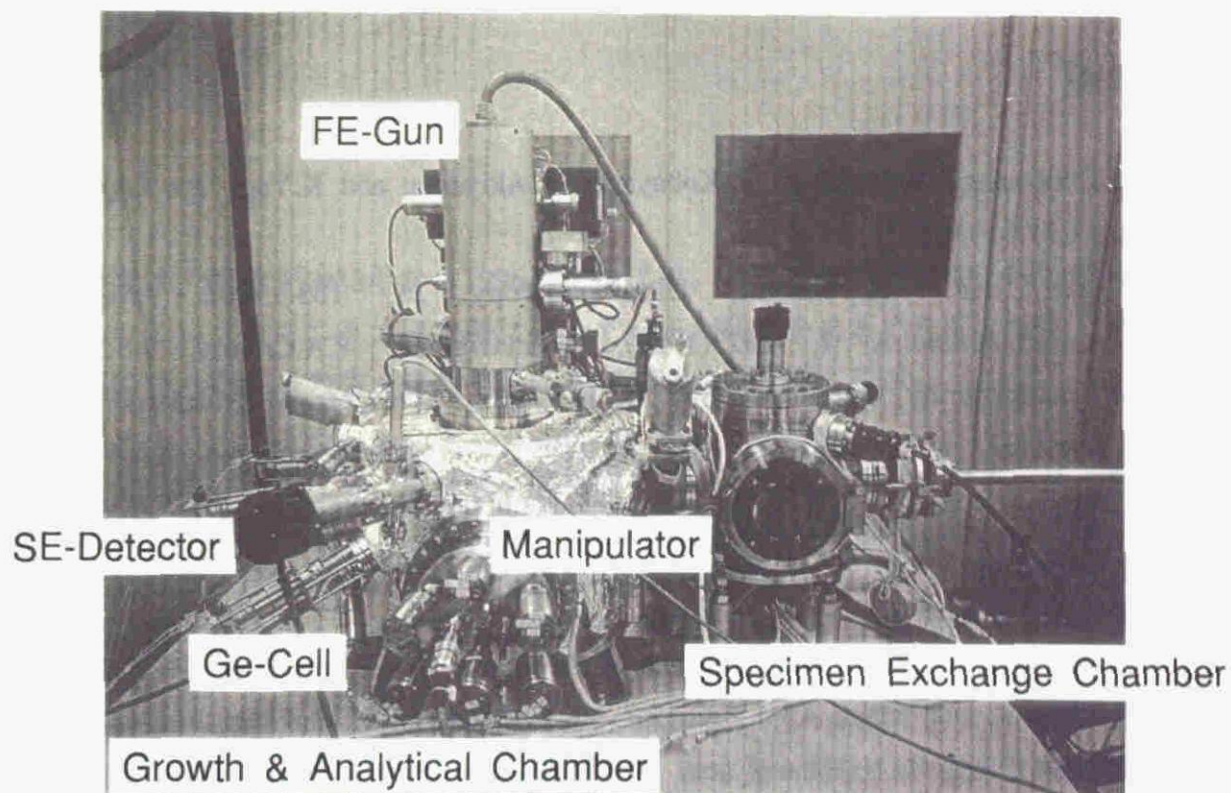 FE-Gun
SE-Detector
Manipulator
Ge-Cell
Specimen Exchange Chamber
Growth & Analytical Chamber